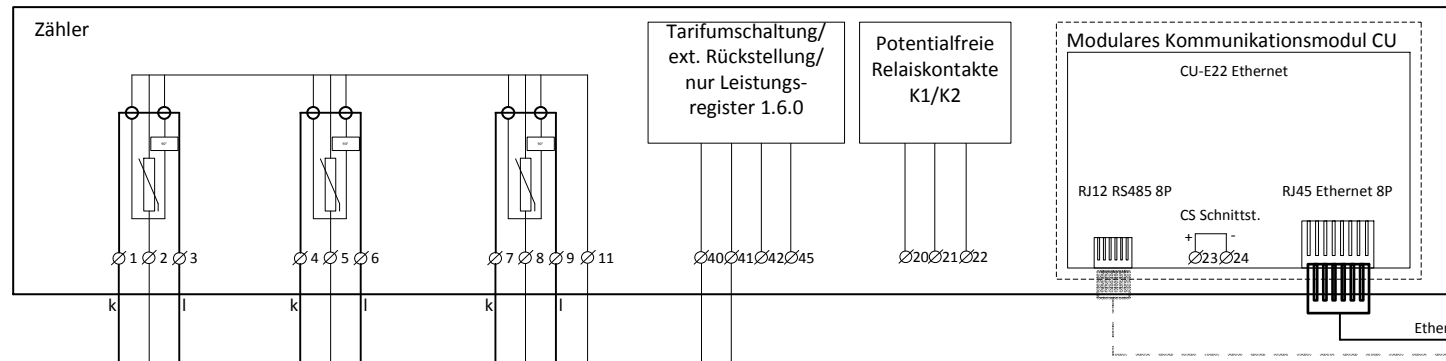 Zähler
Tarifumschaltung/
ext. Rückstellung/
nur Leistungs-
register 1.6.0
Potentialfreie
Relaiskontakte
K1/K2
Modulares Kommunikationsmodul CU
CU-E22 Ethernet
RJ12 RS485 8P
RJ45 Ethernet 8P
CS Schnittst.
+ -
1 2 3 4 5 6 7 8 9 11 40 41 42 45 20 21 22 23 24
k l k l k l
Ether